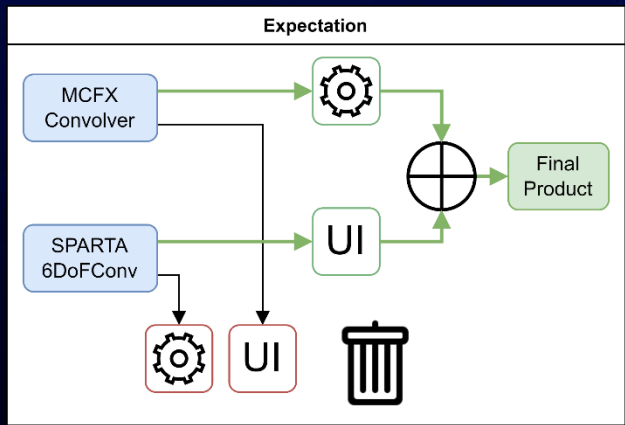 Expectation
MCFX
Convolver
Final
Product
SPARTA
6DoFConv
UI
UI